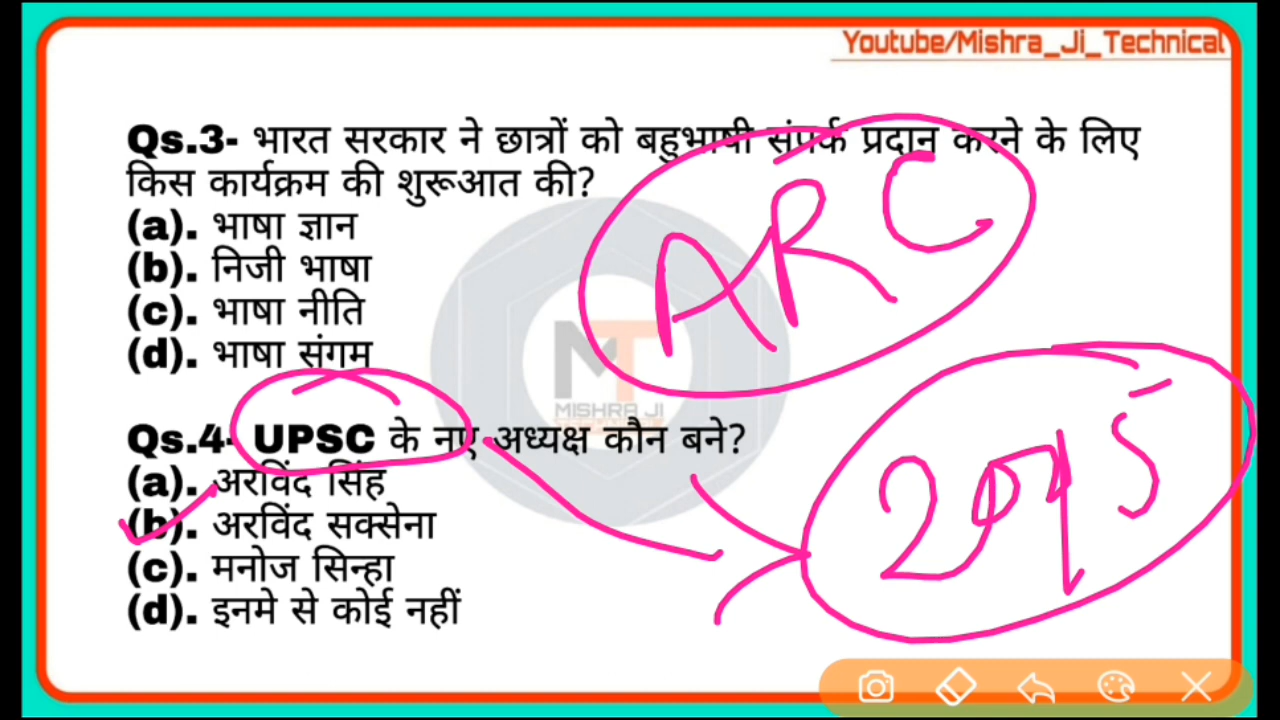 Youtube/Mishra_Ji_Technical
Qs.3- भारत सरकार ने छात्रों को बहुभाषी संपर्क प्रदान करने के लिए
किस कार्यक्रम की शुरूआत की?
(a). भाषा ज्ञान
(b). निजी भाषा
(c). भाषा नीति
(d). भाषा संगम
ARC
MT
MISHRA JI
Qs.4- UPSC के नए अध्यक्ष कौन बने?
(a). अरविंद सिंह
(b). अरविंद सक्सेना
(c). मनोज सिन्हा
(d). इनमे से कोई नहीं